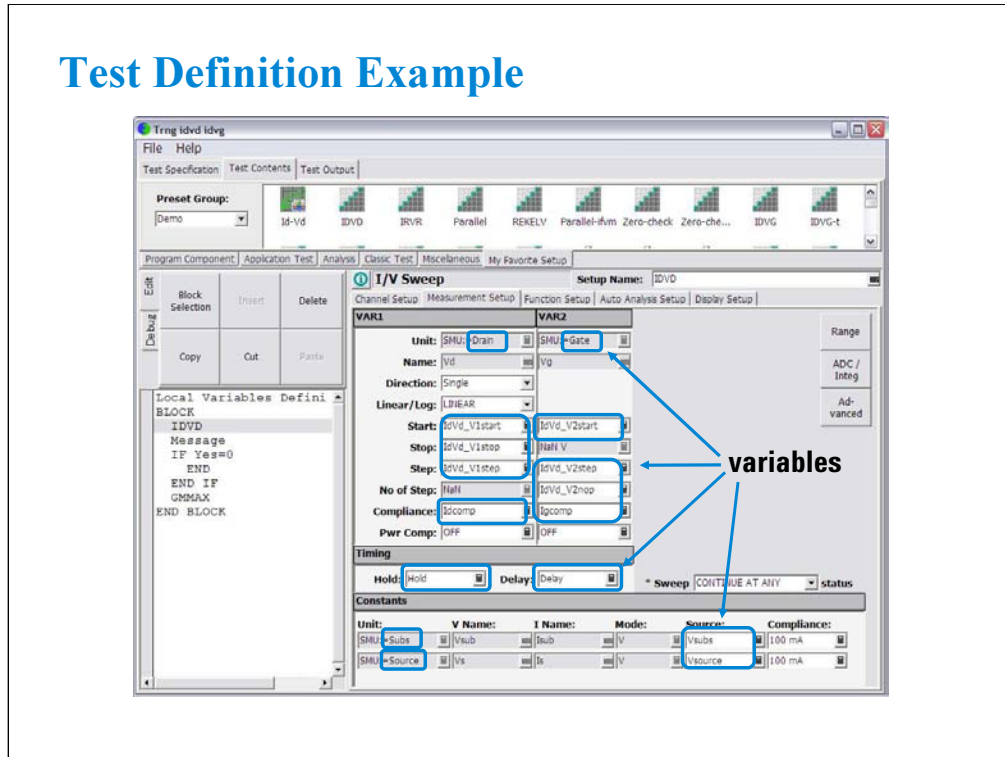 Test Definition Example
Trng idvd idvg
File Help
Test Specification Test Contents Test Output
Preset Group:
Demo
Id-Vd IDVD IRVR Parallel REKELV Parallel-ifvm Zero-check Zero-che... IDVG IDVG-t
Program Component Application Test Analysis Classic Test Miscelaneous My Favorite Setup
Edit
Debug
Block Selection Insert Delete
Copy Cut Paste
Local Variables Defini
BLOCK
IDVD
Message
IF Yes=0
END
END IF
GMMAX
END BLOCK
I/V Sweep Setup Name: IDVD
Channel Setup Measurement Setup Function Setup Auto Analysis Setup Display Setup
VAR1 VAR2
Unit: SMU:=Drain SMU:=Gate
Name: Vd Vg
Direction: Single
Linear/Log: LINEAR
Start: IdVd_V1start IdVd_V2start
Stop: IdVd_V1stop NaN V
Step: IdVd_V1step IdVd_V2step
No of Step: NaN IdVd_V2nop
Compliance: Idcomp Igcomp
Pwr Comp: OFF OFF
Range
ADC / Integ
Ad-
vanced
variables
Timing
Hold: Hold Delay: Delay * Sweep CONTINUE AT ANY status
Constants
Unit: V Name: I Name: Mode: Source: Compliance:
SMU:=Subs Vsub Isub V Vsubs 100 mA
SMU:=Source Vs Is V Vsource 100 mA